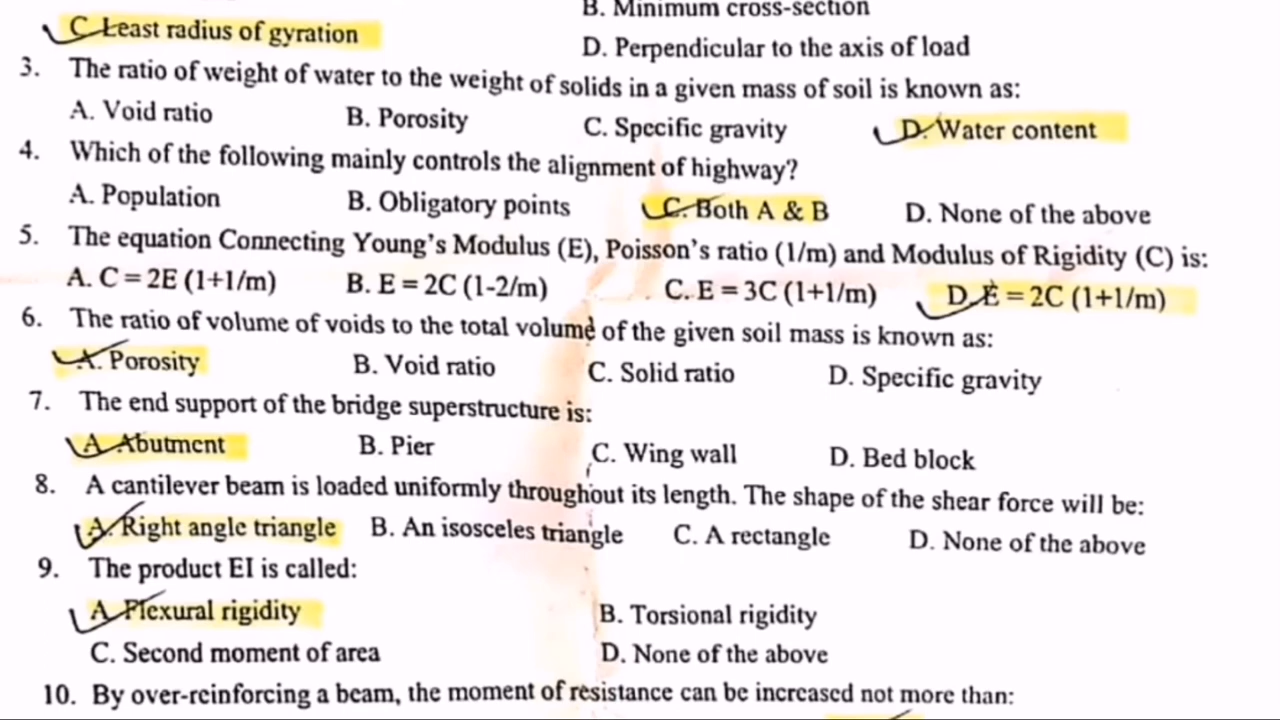 B. Minimum cross-section
C. Least radius of gyration
D. Perpendicular to the axis of load
3. The ratio of weight of water to the weight of solids in a given mass of soil is known as:
A. Void ratio B. Porosity C. Specific gravity D. Water content
4. Which of the following mainly controls the alignment of highway?
A. Population B. Obligatory points C. Both A & B D. None of the above
5. The equation Connecting Young's Modulus (E), Poisson's ratio (1/m) and Modulus of Rigidity (C) is:
A. C = 2E (1+1/m) B. E = 2C (1-2/m) C. E = 3C (1+1/m) D. E = 2C (1+1/m)
6. The ratio of volume of voids to the total volume of the given soil mass is known as:
A. Porosity B. Void ratio C. Solid ratio D. Specific gravity
7. The end support of the bridge superstructure is:
A Abutment B. Pier C. Wing wall D. Bed block
8. A cantilever beam is loaded uniformly throughout its length. The shape of the shear force will be:
A. Right angle triangle B. An isosceles triangle C. A rectangle D. None of the above
9. The product EI is called:
A Flexural rigidity B. Torsional rigidity
C. Second moment of area D. None of the above
10. By over-reinforcing a beam, the moment of resistance can be increased not more than: